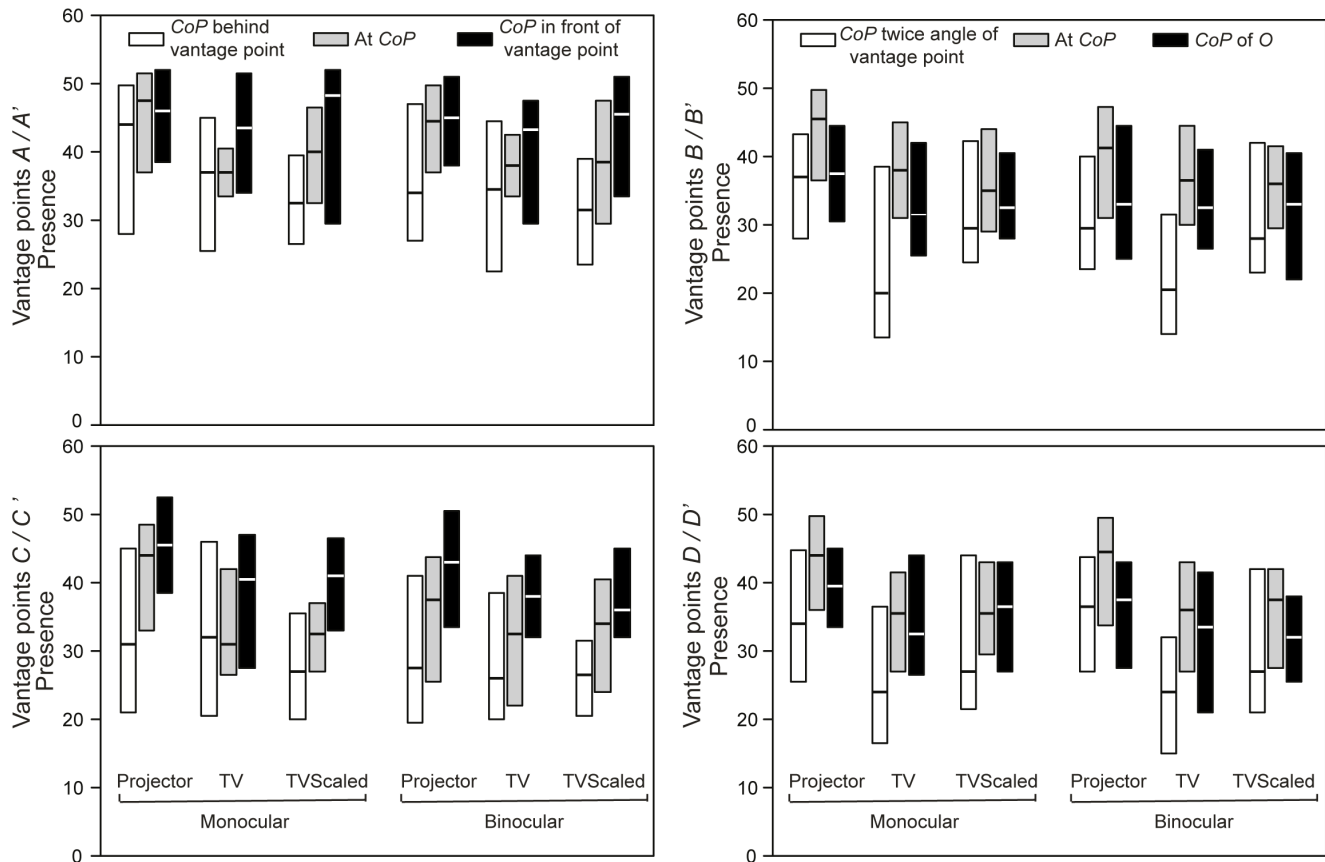 CoP behind vantage point
At CoP
CoP in front of vantage point
Vantage points A / A’
Presence
60
50
40
30
20
10
0
CoP twice angle of vantage point
At CoP
CoP of O
Vantage points B / B’
Presence
60
50
40
30
20
10
0
Vantage points C / C’
Presence
60
50
40
30
20
10
0
Projector TV TVScaled Projector TV TVScaled
Monocular Binocular
Vantage points D / D’
Presence
60
50
40
30
20
10
0
Projector TV TVScaled Projector TV TVScaled
Monocular Binocular